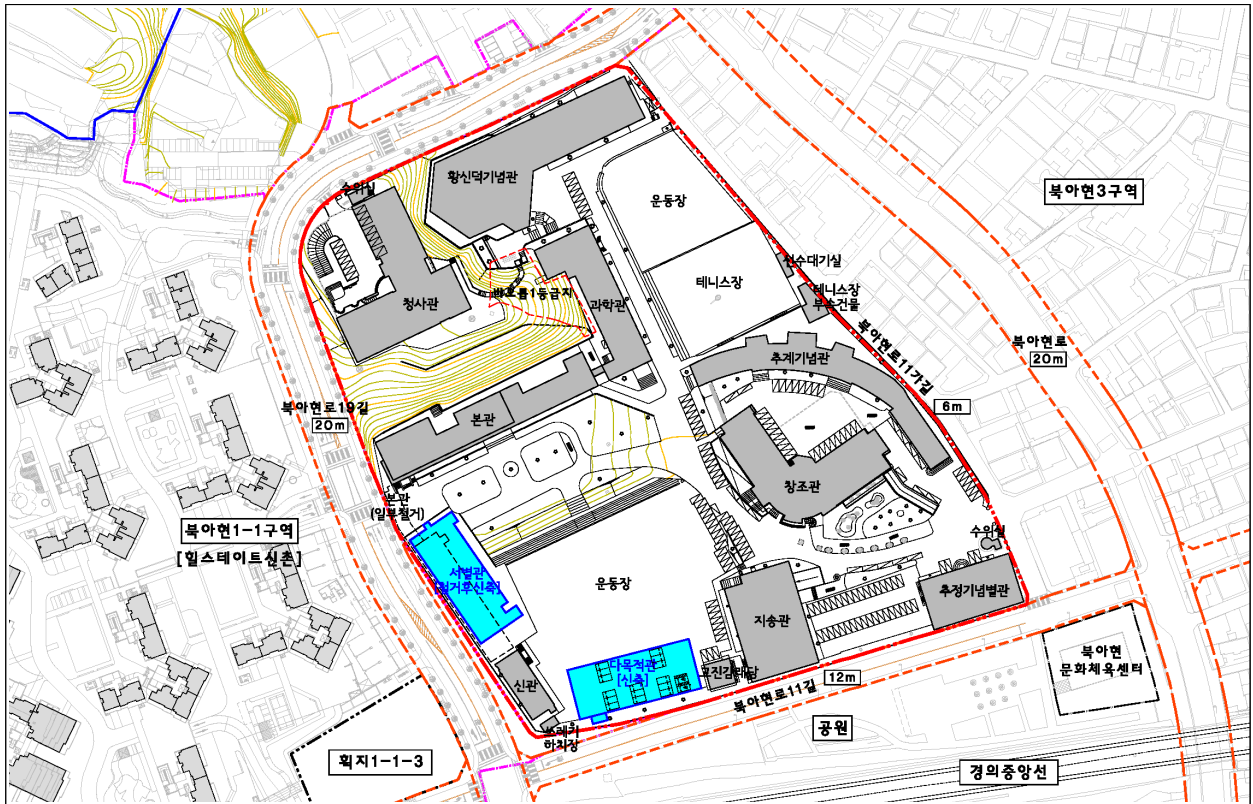 황신덕기념관
수위실
운동장
북아현3구역
선수대기실
테니스장
테니스장
부속건물
비오톱1등급지
과학관
청사관
북아현로
20m
북아현로11가길
추계기념관
6m
북아현로19길
20m
본관
창조관
본관
(일부철거)
북아현1-1구역
[힐스테이트신촌]
수위실
서별관
[철거후신축]
운동장
추정기념별관
지송관
다목적관
[신축]
신관
북아현
문화체육센터
12m
북아현로11길
쓰레기
하치장
공원
획지1-1-3
경의중앙선